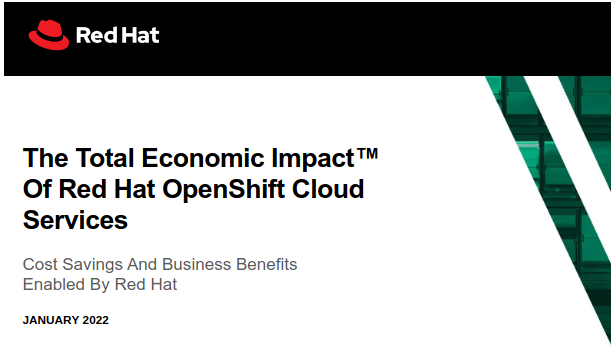 Red Hat
The Total Economic Impact™
Of Red Hat OpenShift Cloud
Services
Cost Savings And Business Benefits
Enabled By Red Hat
JANUARY 2022